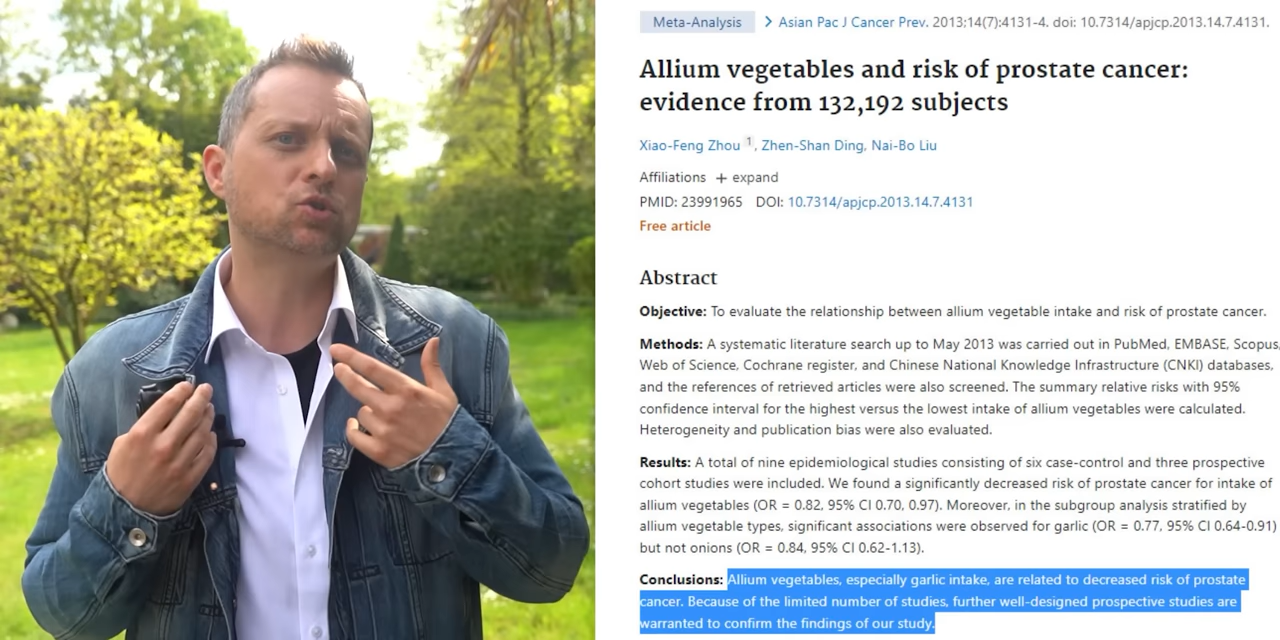 Meta-Analysis > Asian Pac J Cancer Prev. 2013;14(7):4131-4. doi: 10.7314/apjcp.2013.14.7.4131.
Allium vegetables and risk of prostate cancer:
evidence from 132,192 subjects
Xiao-Feng Zhou 1, Zhen-Shan Ding, Nai-Bo Liu
Affiliations + expand
PMID: 23991965 DOI: 10.7314/apjcp.2013.14.7.4131
Free article
Abstract
Objective: To evaluate the relationship between allium vegetable intake and risk of prostate cancer.
Methods: A systematic literature search up to May 2013 was carried out in PubMed, EMBASE, Scopus,
Web of Science, Cochrane register, and Chinese National Knowledge Infrastructure (CNKI) databases,
and the references of retrieved articles were also screened. The summary relative risks with 95%
confidence interval for the highest versus the lowest intake of allium vegetables were calculated.
Heterogeneity and publication bias were also evaluated.
Results: A total of nine epidemiological studies consisting of six case-control and three prospective
cohort studies were included. We found a significantly decreased risk of prostate cancer for intake of
allium vegetables (OR = 0.82, 95% CI 0.70, 0.97). Moreover, in the subgroup analysis stratified by
allium vegetable types, significant associations were observed for garlic (OR = 0.77, 95% CI 0.64-0.91)
but not onions (OR = 0.84, 95% CI 0.62-1.13).
Conclusions: Allium vegetables, especially garlic intake, are related to decreased risk of prostate
cancer. Because of the limited number of studies, further well-designed prospective studies are
warranted to confirm the findings of our study.